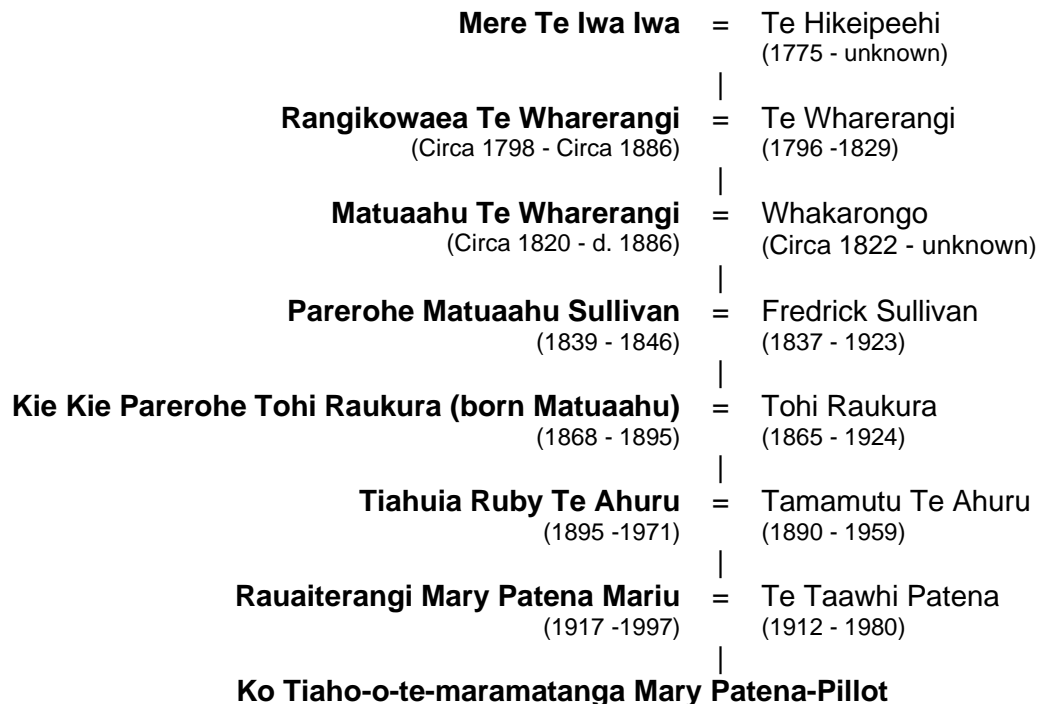 Mere Te Iwa Iwa = Te Hikeipeehi
(1775 - unknown)
|
Rangikowaea Te Wharerangi = Te Wharerangi
(Circa 1798 - Circa 1886) (1796 -1829)
|
Matuaahu Te Wharerangi = Whakarongo
(Circa 1820 - d. 1886) (Circa 1822 - unknown)
|
Parerohe Matuaahu Sullivan = Fredrick Sullivan
(1839 - 1846) (1837 - 1923)
|
Kie Kie Parerohe Tohi Raukura (born Matuaahu) = Tohi Raukura
(1868 - 1895) (1865 - 1924)
|
Tiahuia Ruby Te Ahuru = Tamamutu Te Ahuru
(1895 -1971) (1890 - 1959)
|
Rauaiterangi Mary Patena Mariu = Te Taawhi Patena
(1917 -1997) (1912 - 1980)
|
Ko Tiaho-o-te-maramatanga Mary Patena-Pillot